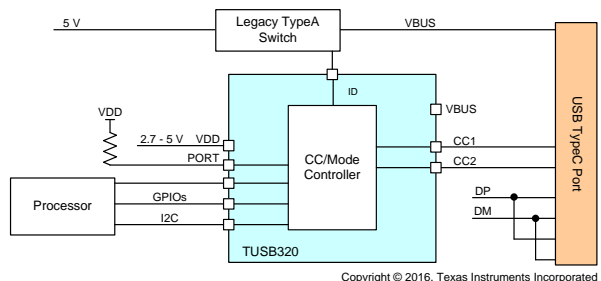 5 V
Legacy TypeA
Switch
VBUS
ID
VBUS
VDD
2.7 - 5 V VDD
PORT
CC/Mode
Controller
CC1
CC2
USB TypeC Port
Processor
GPIOs
I2C
DP
DM
TUSB320
Copyright © 2016, Texas Instruments Incorporated